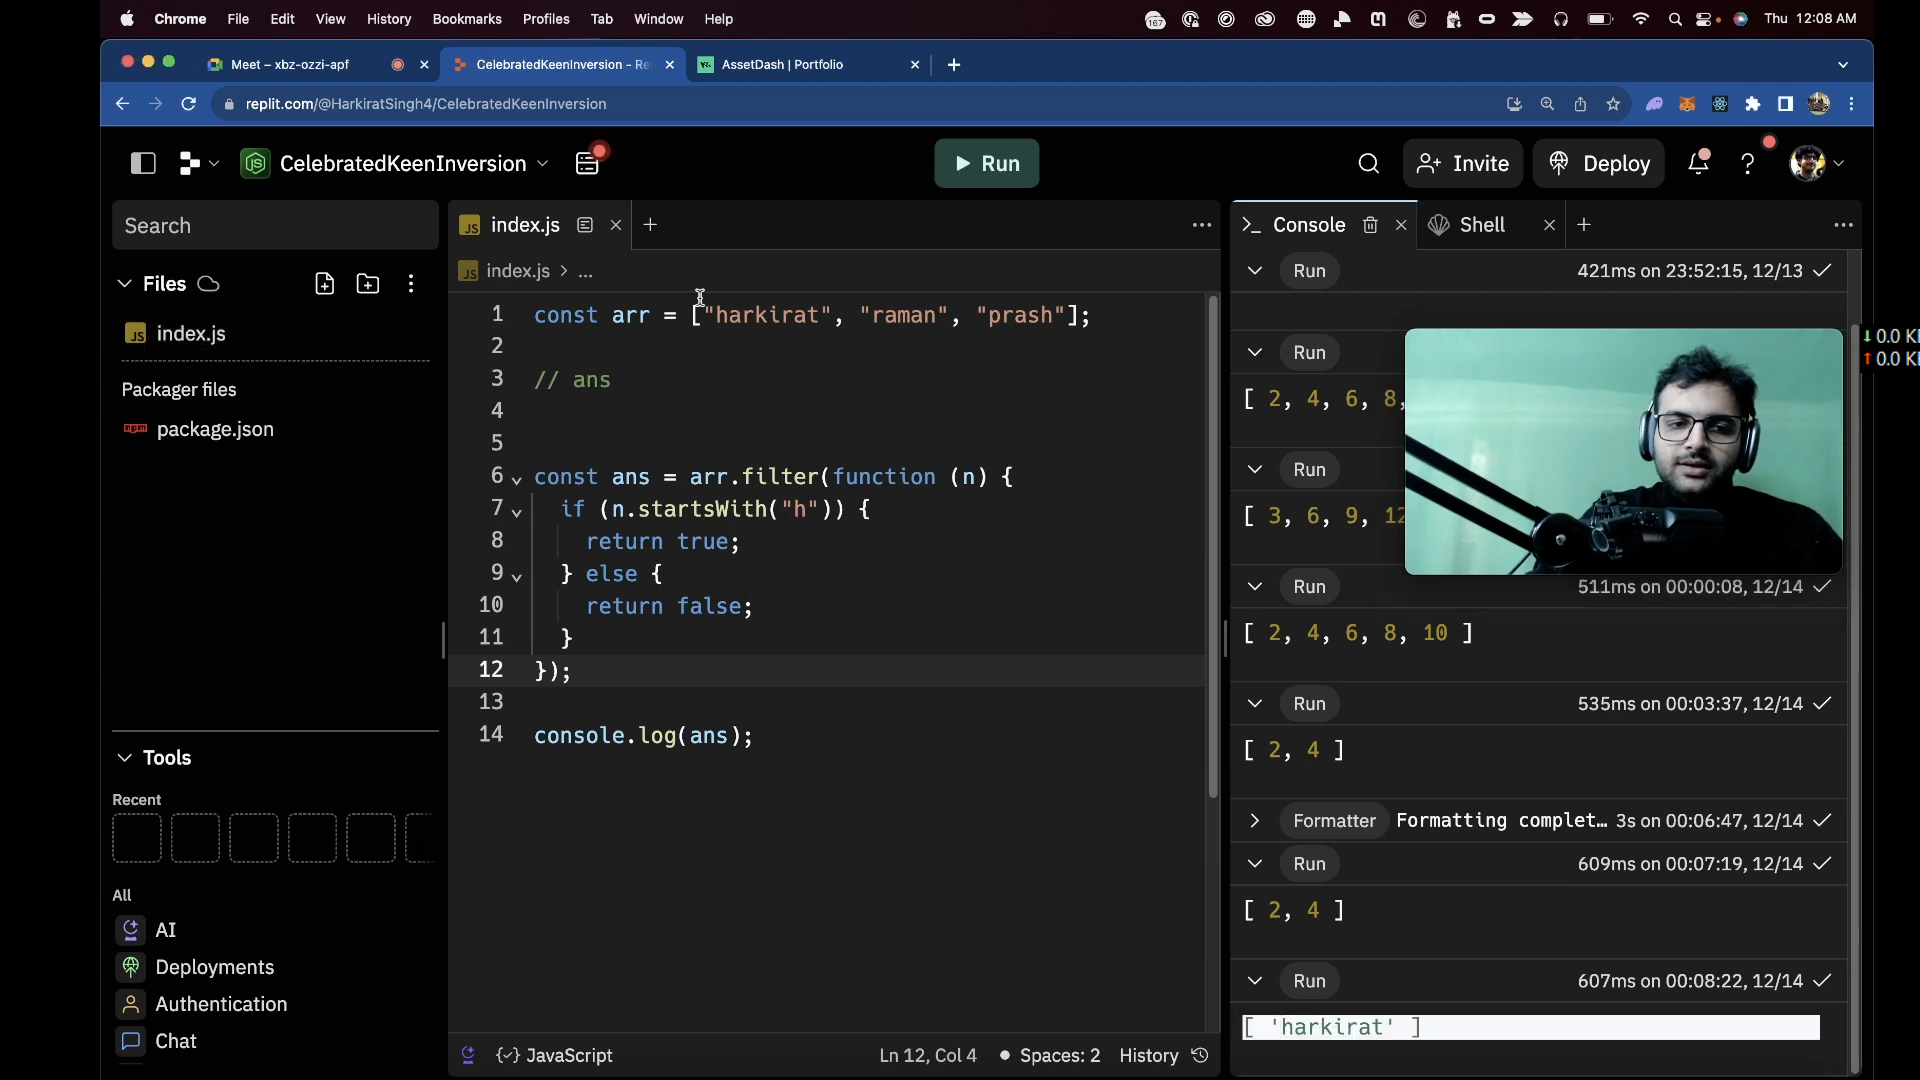 Chrome File Edit View History Bookmarks Profiles Tab Window Help
167
Thu 12:08 AM
Meet – xbz-ozzi-apf
CelebratedKeenInversion - Re
AssetDash | Portfolio
replit.com/@HarkiratSingh4/CelebratedKeenInversion
CelebratedKeenInversion
Run
Invite
Deploy
Search
Files
JS index.js
Packager files
npm package.json
Tools
Recent
All
AI
Deployments
Authentication
Chat
JS index.js
JS index.js > ...
1 const arr = ["harkirat", "raman", "prash"];
2
3 // ans
4
5
6 const ans = arr.filter(function (n) {
7 if (n.startsWith("h")) {
8 return true;
9 } else {
10 return false;
11 }
12 });
13
14 console.log(ans);
{✓} JavaScript
Ln 12, Col 4
Spaces: 2
History
Console
Shell
Run 421ms on 23:52:15, 12/13
Run
[ 2, 4, 6, 8,
Run
[ 3, 6, 9, 12
Run 511ms on 00:00:08, 12/14
[ 2, 4, 6, 8, 10 ]
Run 535ms on 00:03:37, 12/14
[ 2, 4 ]
Formatter Formatting complet… 3s on 00:06:47, 12/14
Run 609ms on 00:07:19, 12/14
[ 2, 4 ]
Run 607ms on 00:08:22, 12/14
[ 'harkirat' ]
↓0.0 K
↑0.0 K